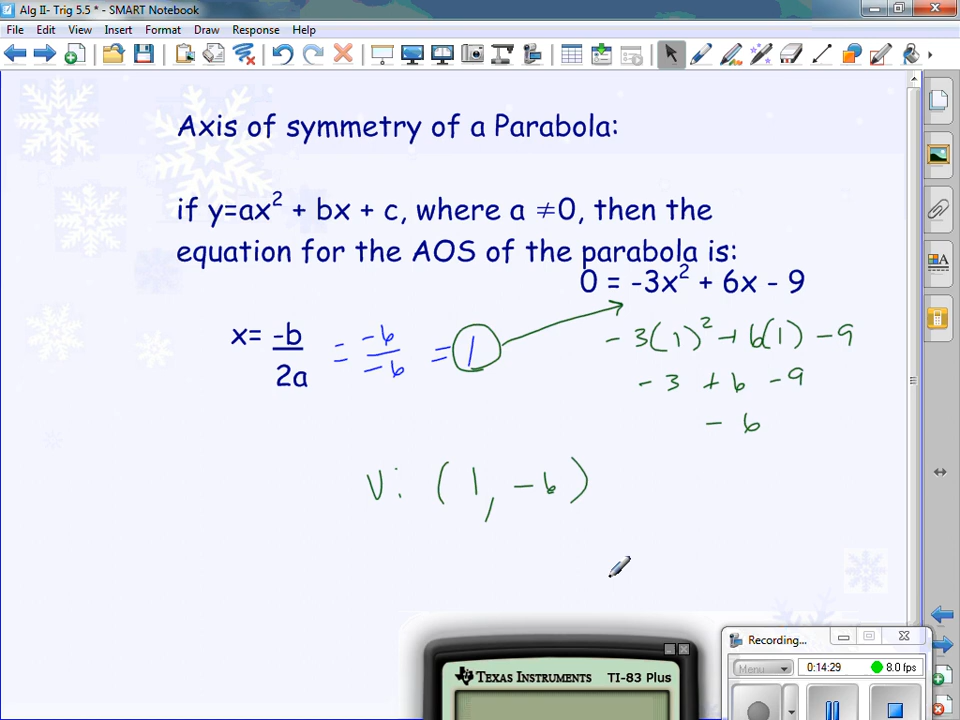 Alg II- Trig 5.5 * - SMART Notebook
File Edit View Insert Format Draw Response Help
Axis of symmetry of a Parabola:
if y=ax² + bx + c, where a ≠0, then the
equation for the AOS of the parabola is:
0 = -3x² + 6x - 9
x= -b/2a = -6/-6 = 1
-3(1)² + 6(1) - 9
-3 + 6 - 9
-6
V: (1, -6)
Recording...
Menu 0:14:29 8.0 fps
TEXAS INSTRUMENTS TI-83 Plus